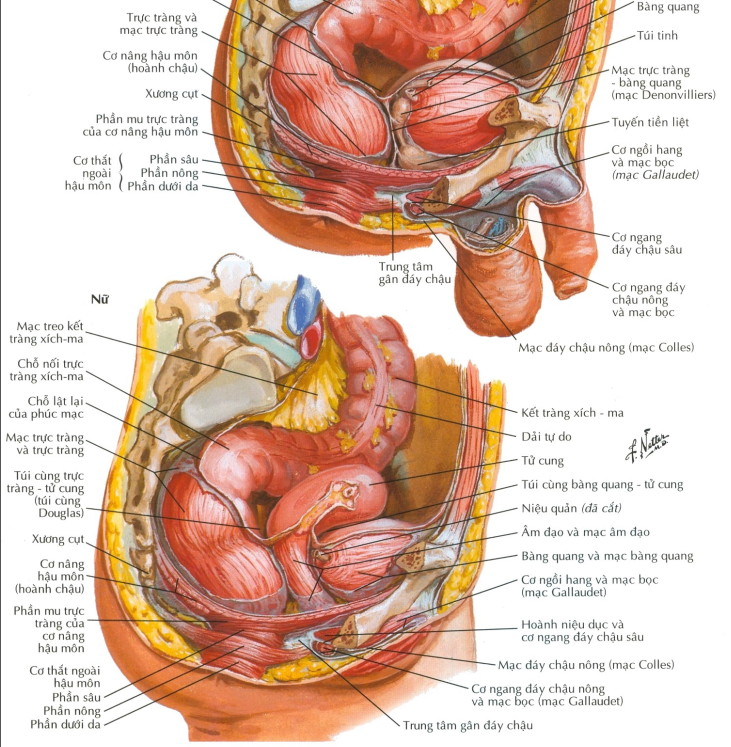 Trực tràng và
mạc trực tràng
Cơ nâng hậu môn
(hoành chậu)
Xương cụt
Phần mu trực tràng
của cơ nâng hậu môn
Cơ thắt
ngoài
hậu môn
Phần sâu
Phần nông
Phần dưới da
Bàng quang
Túi tinh
Mạc trực tràng
- bàng quang
(mạc Denonvilliers)
Tuyến tiền liệt
Cơ ngồi hang
và mạc bọc
(mạc Gallaudet)
Cơ ngang
đáy chậu sâu
Cơ ngang đáy
chậu nông
và mạc bọc
Trung tâm
gân đáy chậu
Mạc đáy chậu nông (mạc Colles)
Nữ
Mạc treo kết
tràng xích-ma
Chỗ nối trực
tràng xích-ma
Chỗ lật lại
của phúc mạc
Mạc trực tràng
và trực tràng
Túi cùng trực
tràng - tử cung
(túi cùng
Douglas)
Xương cụt
Cơ nâng
hậu môn
(hoành chậu)
Phần mu trực
tràng của
cơ nâng
hậu môn
Cơ thắt ngoài
hậu môn
Phần sâu
Phần nông
Phần dưới da
Kết tràng xích - ma
Dải tự do
Tử cung
Túi cùng bàng quang - tử cung
Niệu quản (đã cắt)
Âm đạo và mạc âm đạo
Bàng quang và mạc bàng quang
Cơ ngồi hang và mạc bọc
(mạc Gallaudet)
Hoành niệu dục và
cơ ngang đáy chậu sâu
Mạc đáy chậu nông (mạc Colles)
Cơ ngang đáy chậu nông
và mạc bọc (mạc Gallaudet)
Trung tâm gân đáy chậu
F. Netter
M.D.